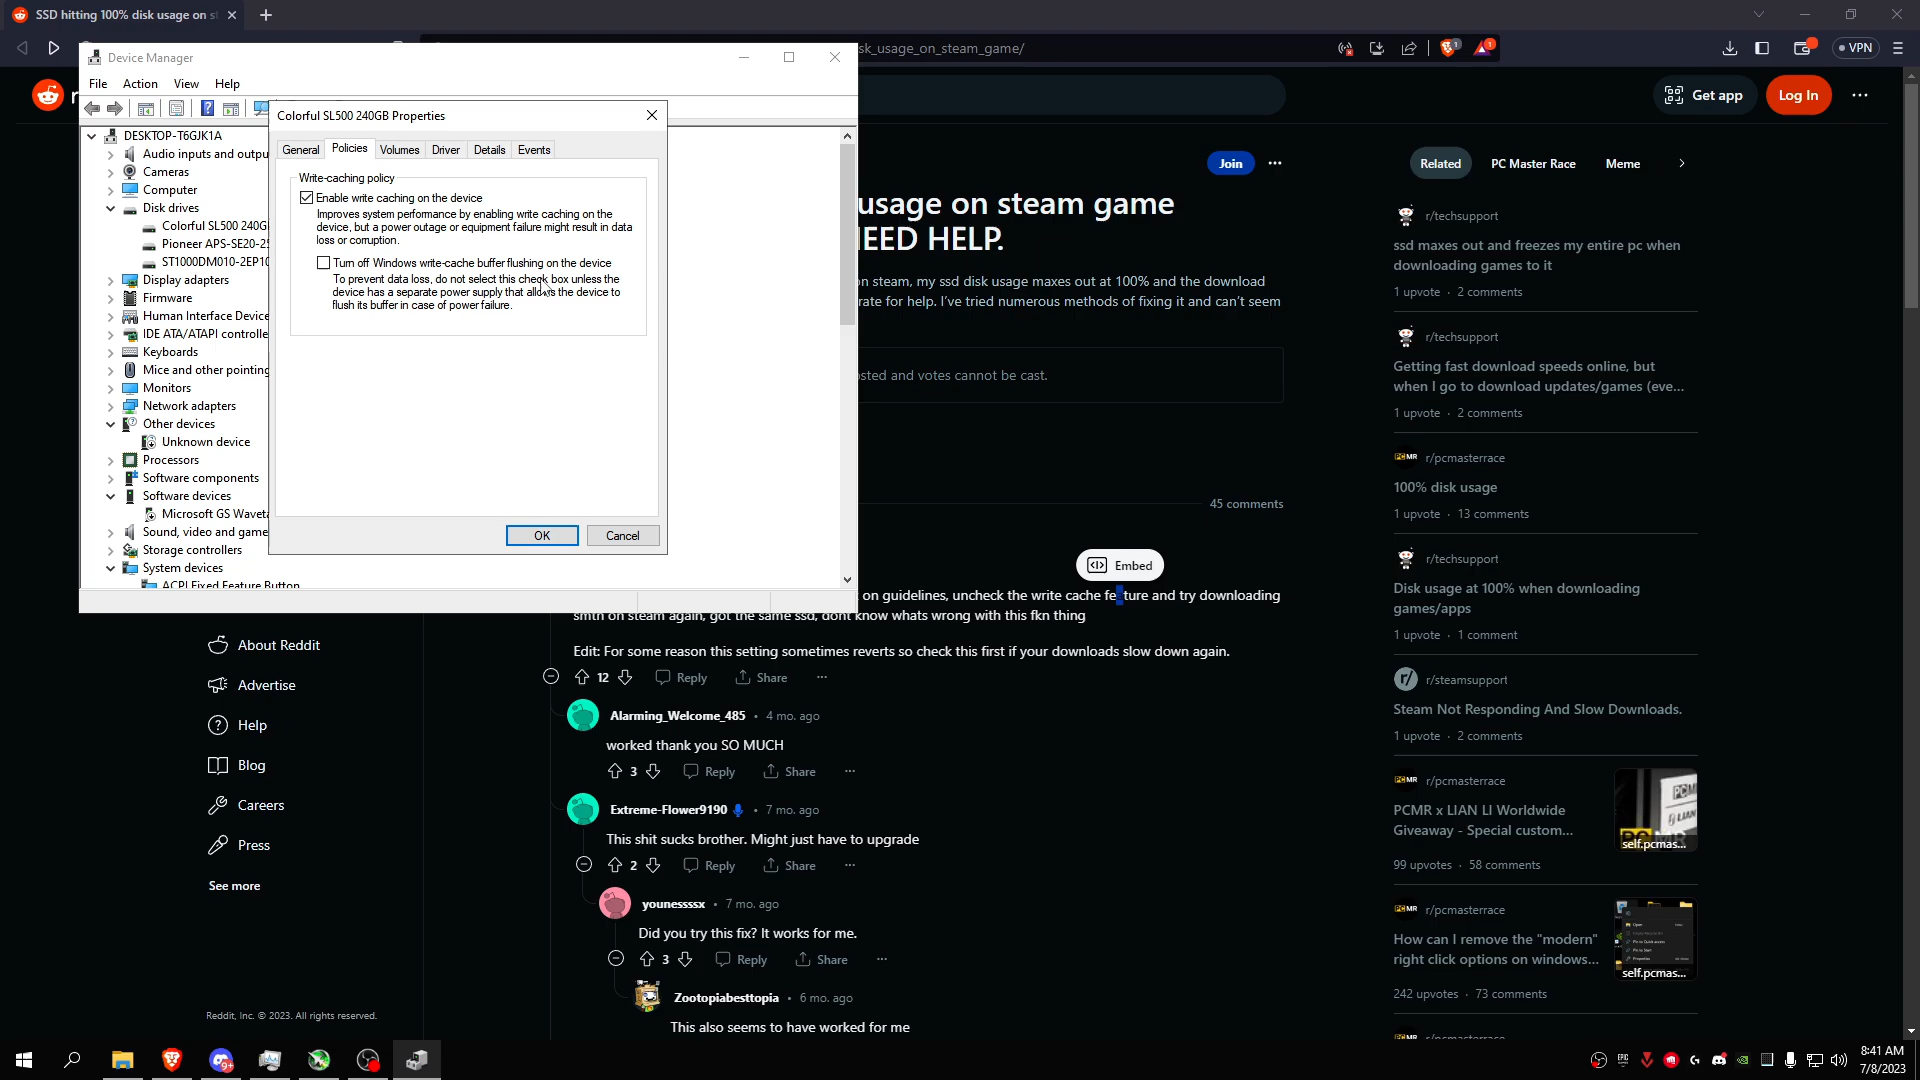 SSD hitting 100% disk usage on s
sk_usage_on_steam_game/
VPN
Device Manager
File Action View Help
DESKTOP-T6GJK1A
Audio inputs and outpu
Cameras
Computer
Disk drives
Colorful SL500 240G
Pioneer APS-SE20-25
ST1000DM010-2EP10
Display adapters
Firmware
Human Interface Device
IDE ATA/ATAPI controlle
Keyboards
Mice and other pointing
Monitors
Network adapters
Other devices
Unknown device
Processors
Software components
Software devices
Microsoft GS Waveta
Sound, video and game
Storage controllers
System devices
ACPI Fixed Feature Button
Colorful SL500 240GB Properties
General Policies Volumes Driver Details Events
Write-caching policy
Enable write caching on the device
Improves system performance by enabling write caching on the
device, but a power outage or equipment failure might result in data
loss or corruption.
Turn off Windows write-cache buffer flushing on the device
To prevent data loss, do not select this check box unless the
device has a separate power supply that allows the device to
flush its buffer in case of power failure.
OK Cancel
Get app
Log In
Join
usage on steam game
EED HELP.
on steam, my ssd disk usage maxes out at 100% and the download
rate for help. I've tried numerous methods of fixing it and can't seem
osted and votes cannot be cast.
45 comments
Embed
on guidelines, uncheck the write cache feature and try downloading
smth on steam again, got the same ssd, dont know whats wrong with this fkn thing
Edit: For some reason this setting sometimes reverts so check this first if your downloads slow down again.
12 Reply Share
Alarming_Welcome_485 • 4 mo. ago
worked thank you SO MUCH
3 Reply Share
Extreme-Flower9190 • 7 mo. ago
This shit sucks brother. Might just have to upgrade
2 Reply Share
younessssx • 7 mo. ago
Did you try this fix? It works for me.
3 Reply Share
Zootopiabesttopia • 6 mo. ago
This also seems to have worked for me
About Reddit
Advertise
Help
Blog
Careers
Press
See more
Reddit, Inc. © 2023. All rights reserved.
Related PC Master Race Meme
r/techsupport
ssd maxes out and freezes my entire pc when
downloading games to it
1 upvote · 2 comments
r/techsupport
Getting fast download speeds online, but
when I go to download updates/games (eve...
1 upvote · 2 comments
PCMR r/pcmasterrace
100% disk usage
1 upvote · 13 comments
r/techsupport
Disk usage at 100% when downloading
games/apps
1 upvote · 1 comment
r/ r/steamsupport
Steam Not Responding And Slow Downloads.
1 upvote · 2 comments
PCMR r/pcmasterrace
PCMR x LIAN LI Worldwide
Giveaway - Special custom...
self.pcmas...
99 upvotes · 58 comments
PCMR r/pcmasterrace
How can I remove the "modern"
right click options on windows...
self.pcmas...
242 upvotes · 73 comments
8:41 AM
7/8/2023